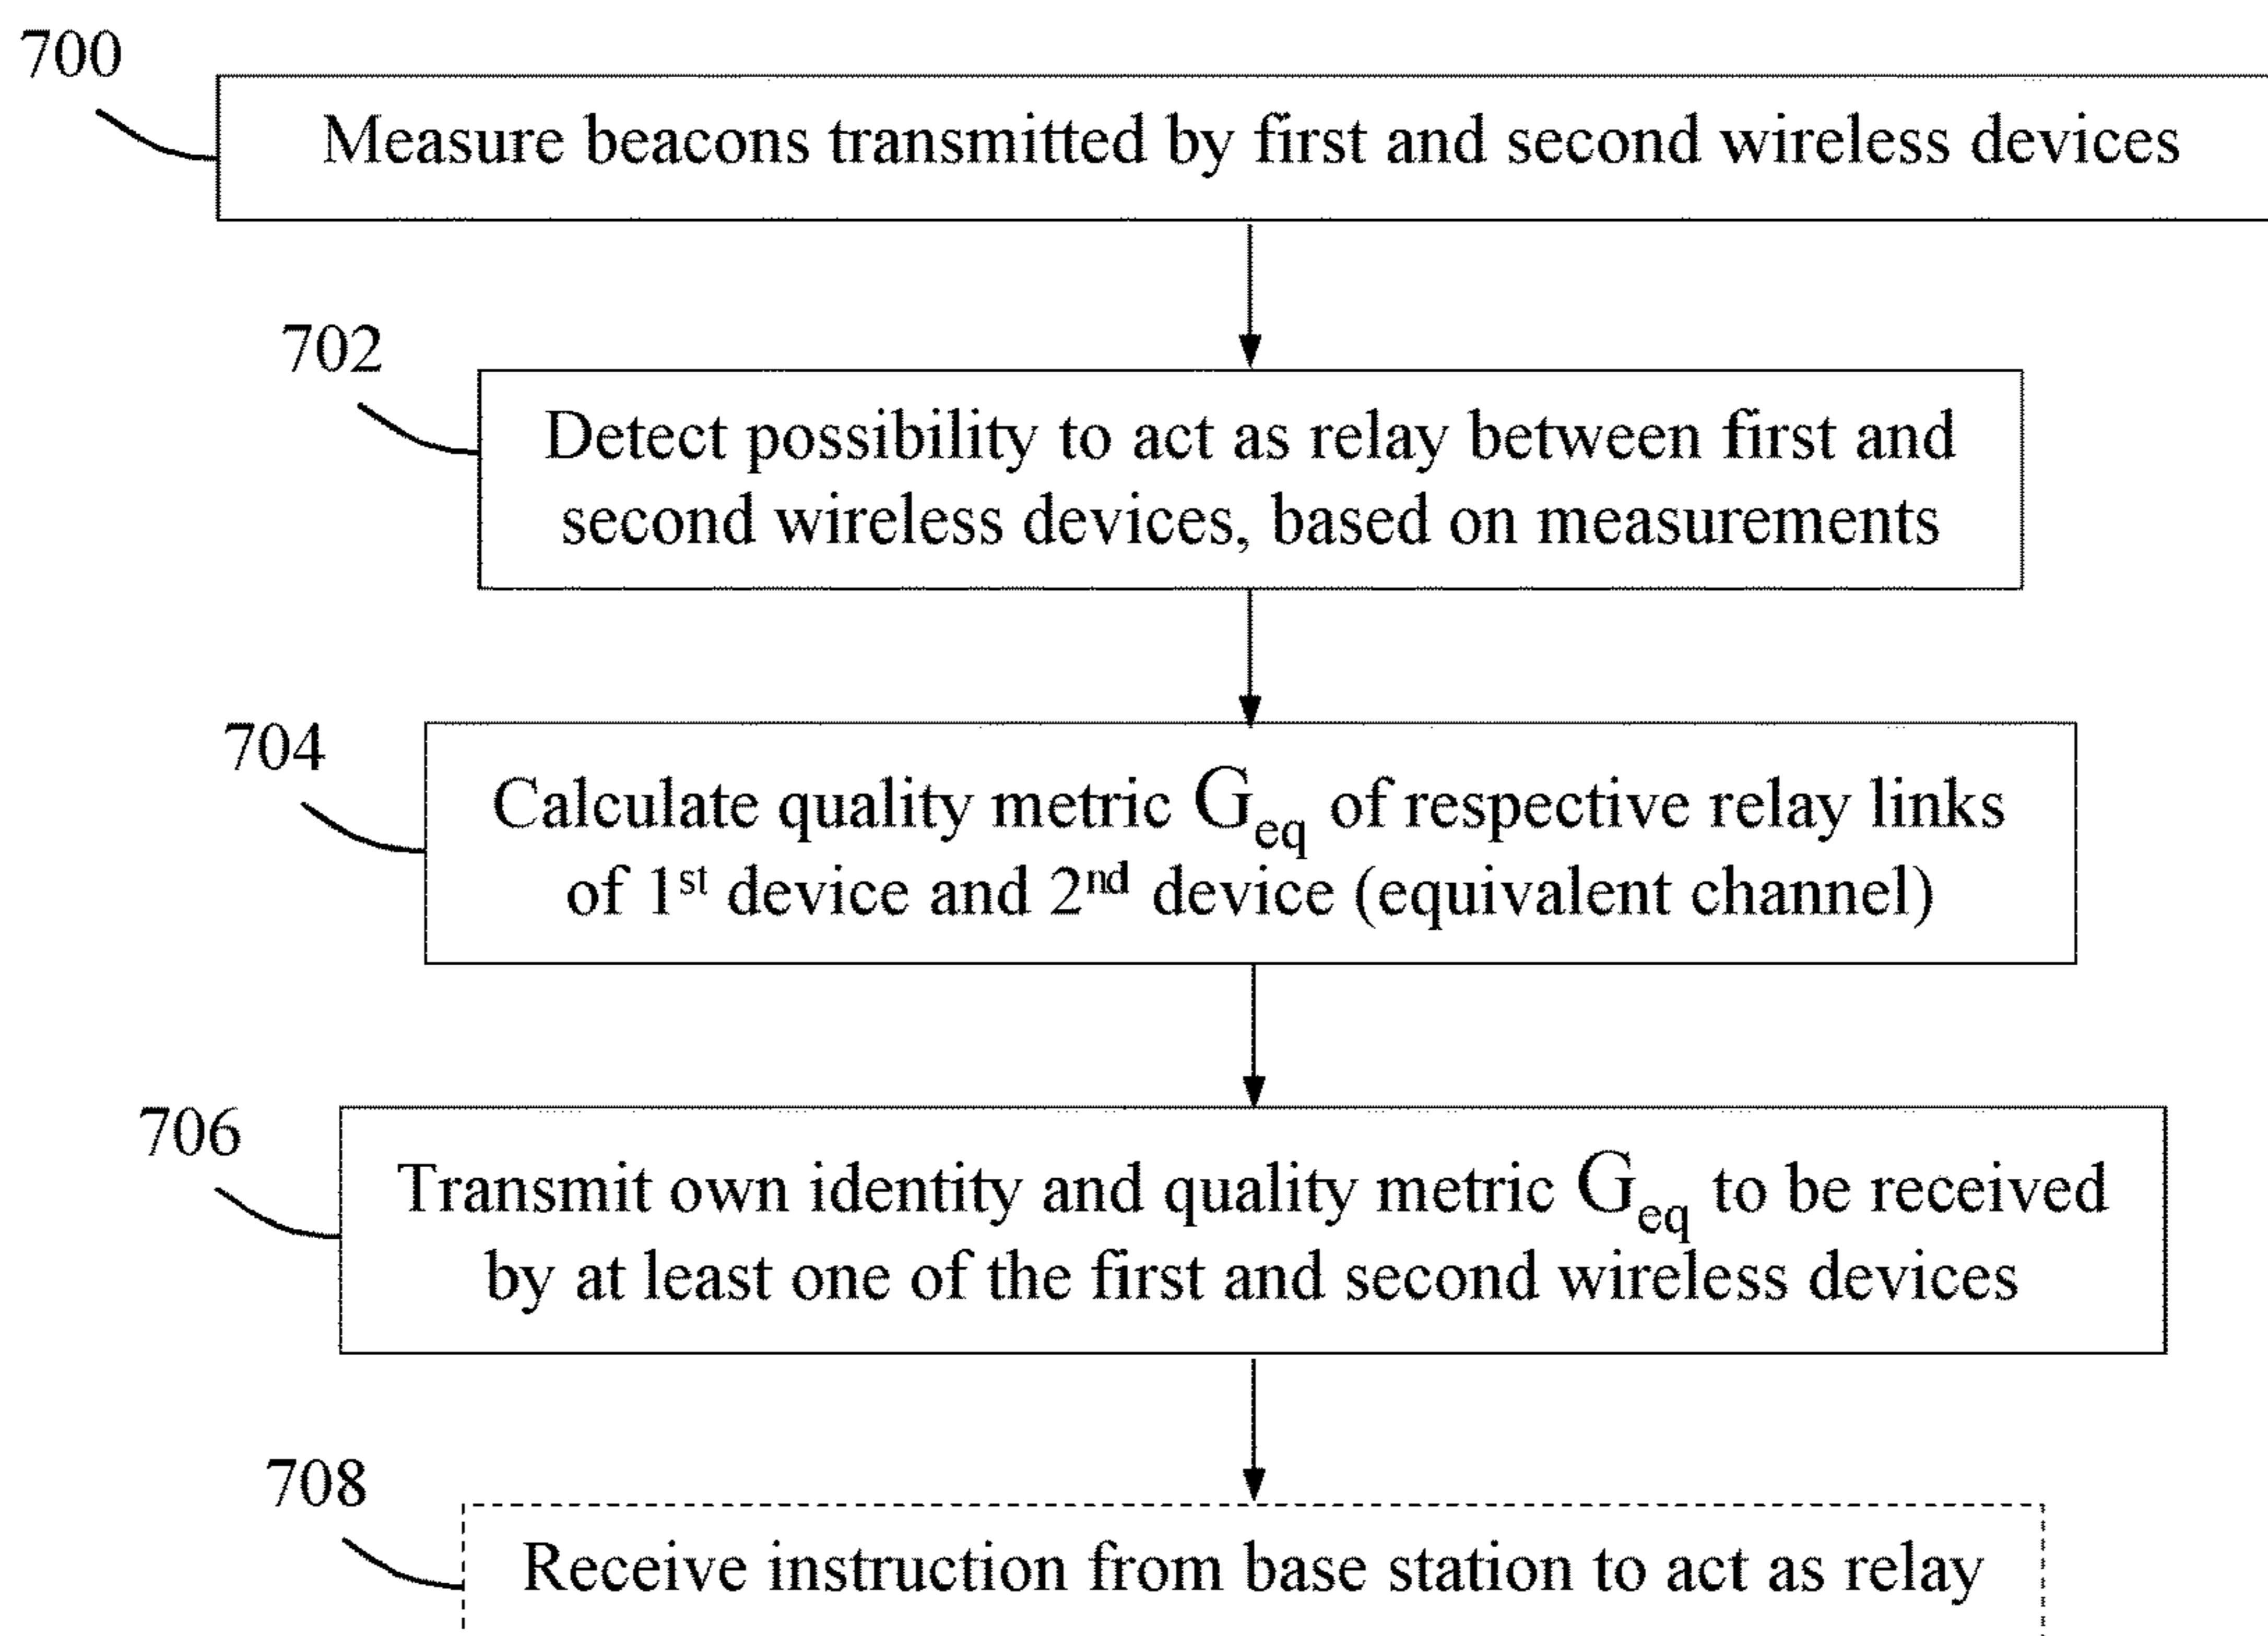 700
Measure beacons transmitted by first and second wireless devices
702
Detect possibility to act as relay between first and
second wireless devices, based on measurements
704
Calculate quality metric Geq of respective relay links
of 1st device and 2nd device (equivalent channel)
706
Transmit own identity and quality metric Geq to be received
by at least one of the first and second wireless devices
708
Receive instruction from base station to act as relay